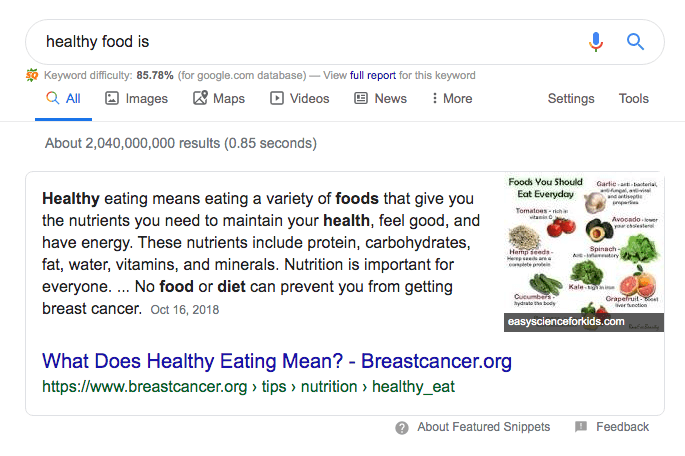 healthy food is
Keyword difficulty: 85.78% (for google.com database) — View full report for this keyword
All Images Maps Videos News More Settings Tools
About 2,040,000,000 results (0.85 seconds)
Healthy eating means eating a variety of foods that give you
the nutrients you need to maintain your health, feel good, and
have energy. These nutrients include protein, carbohydrates,
fat, water, vitamins, and minerals. Nutrition is important for
everyone. ... No food or diet can prevent you from getting
breast cancer. Oct 16, 2018
Foods You Should
Eat Everyday
Garlic - anti - bacterial,
anti-fungal, anti-viral
and antiseptic
properties
Tomatoes - rich in
vitamin C
Avocado - lower
your cholesterol
Hemp seeds -
Hemp seeds are a
complete protein
Spinach -
Anti - inflammatory
Kale - high in iron
Cucumbers -
hydrate the body
Grapefruit - boost
liver function
easyscienceforkids.com
What Does Healthy Eating Mean? - Breastcancer.org
https://www.breastcancer.org › tips › nutrition › healthy_eat
About Featured Snippets Feedback